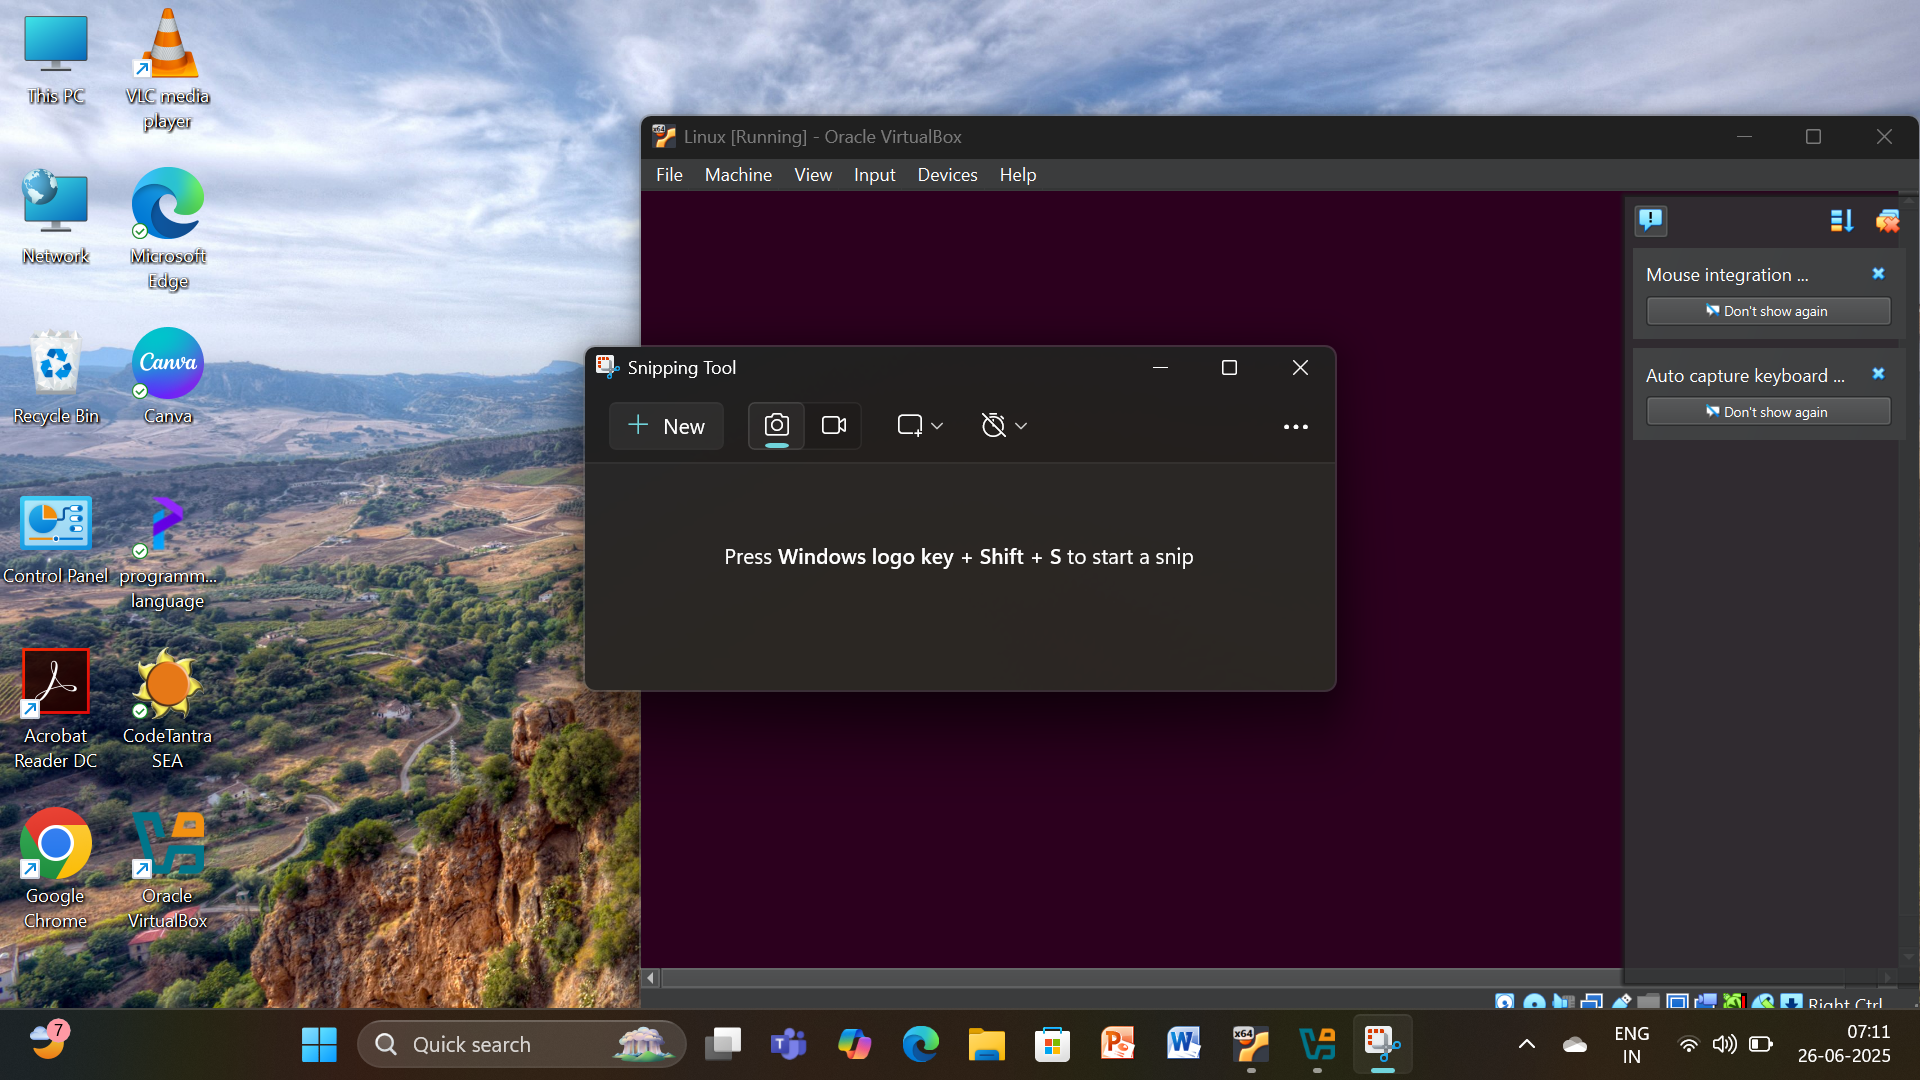 This PC
VLC media
player
Network
Microsoft
Edge
Recycle Bin
Canva
Canva
Control Panel
programm...
language
Acrobat
Reader DC
CodeTantra
SEA
Google
Chrome
Oracle
VirtualBox
Linux [Running] - Oracle VirtualBox
File Machine View Input Devices Help
Mouse integration ...
Don't show again
Auto capture keyboard ...
Don't show again
Snipping Tool
New
Press Windows logo key + Shift + S to start a snip
Right Ctrl
7
Quick search
x64
x64
ENG
IN
07:11
26-06-2025